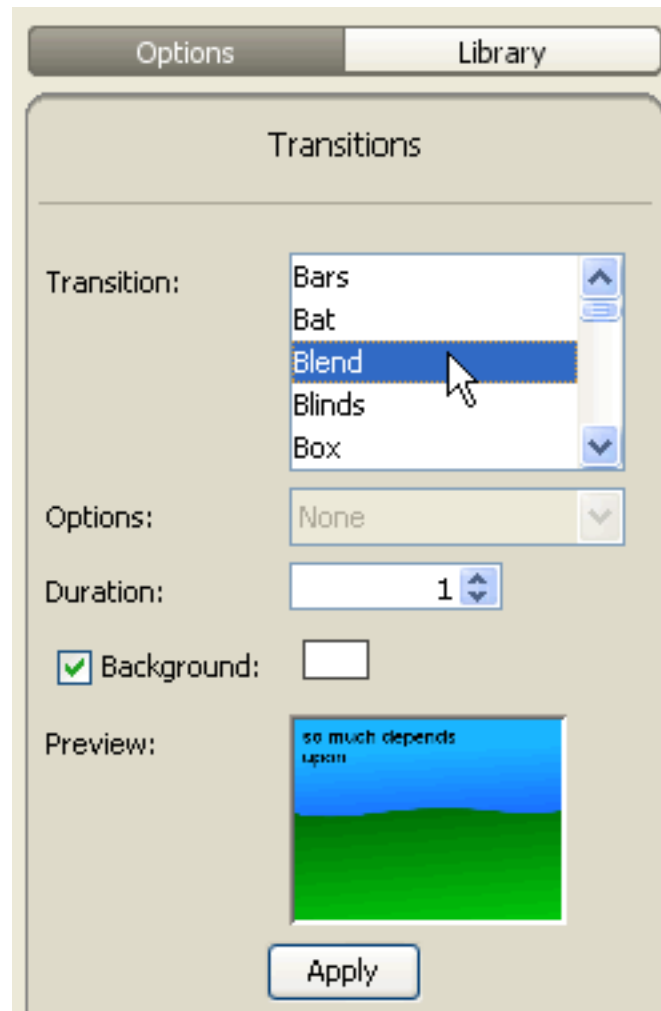 Options Library
Transitions
Transition:
Bars
Bat
Blend
Blinds
Box
Options: None
Duration: 1
Background:
Preview:
so much depends
upon
Apply